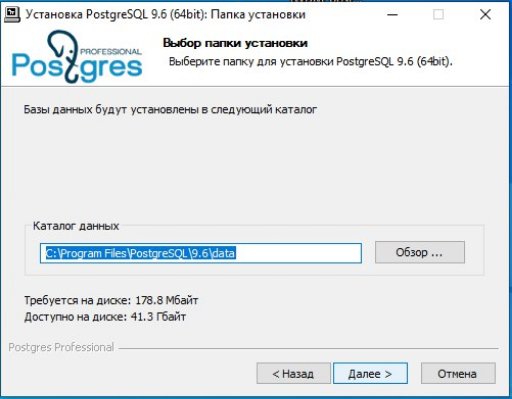 Установка PostgreSQL 9.6 (64bit): Папка установки
PROFESSIONAL
Postgres
Выбор папки установки
Выберите папку для установки PostgreSQL 9.6 (64bit).
Базы данных будут установлены в следующий каталог
Каталог данных
C:\Program Files\PostgreSQL\9.6\data
Обзор ...
Требуется на диске: 178.8 Мбайт
Доступно на диске: 41.3 Гбайт
Postgres Professional
< Назад
Далее >
Отмена